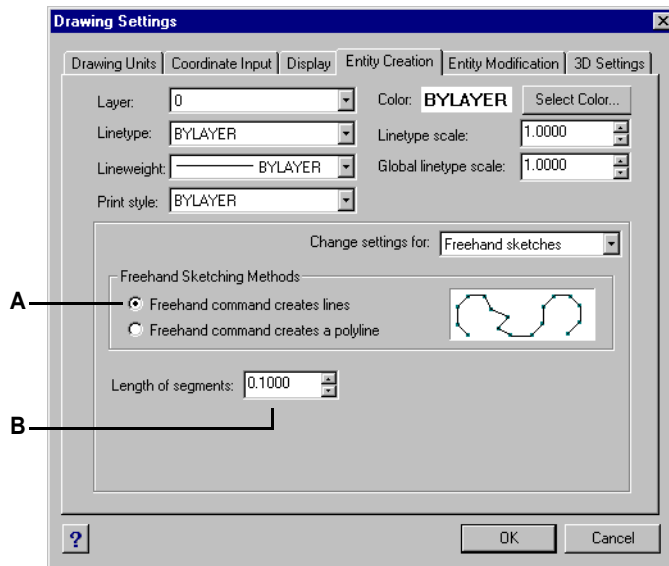 Drawing Settings
Drawing Units Coordinate Input Display Entity Creation Entity Modification 3D Settings
Layer: 0 Color: BYLAYER Select Color...
Linetype: BYLAYER Linetype scale: 1.0000
Lineweight: BYLAYER Global linetype scale: 1.0000
Print style: BYLAYER
Change settings for: Freehand sketches
Freehand Sketching Methods
A Freehand command creates lines
Freehand command creates a polyline
Length of segments: 0.1000
B
? OK Cancel